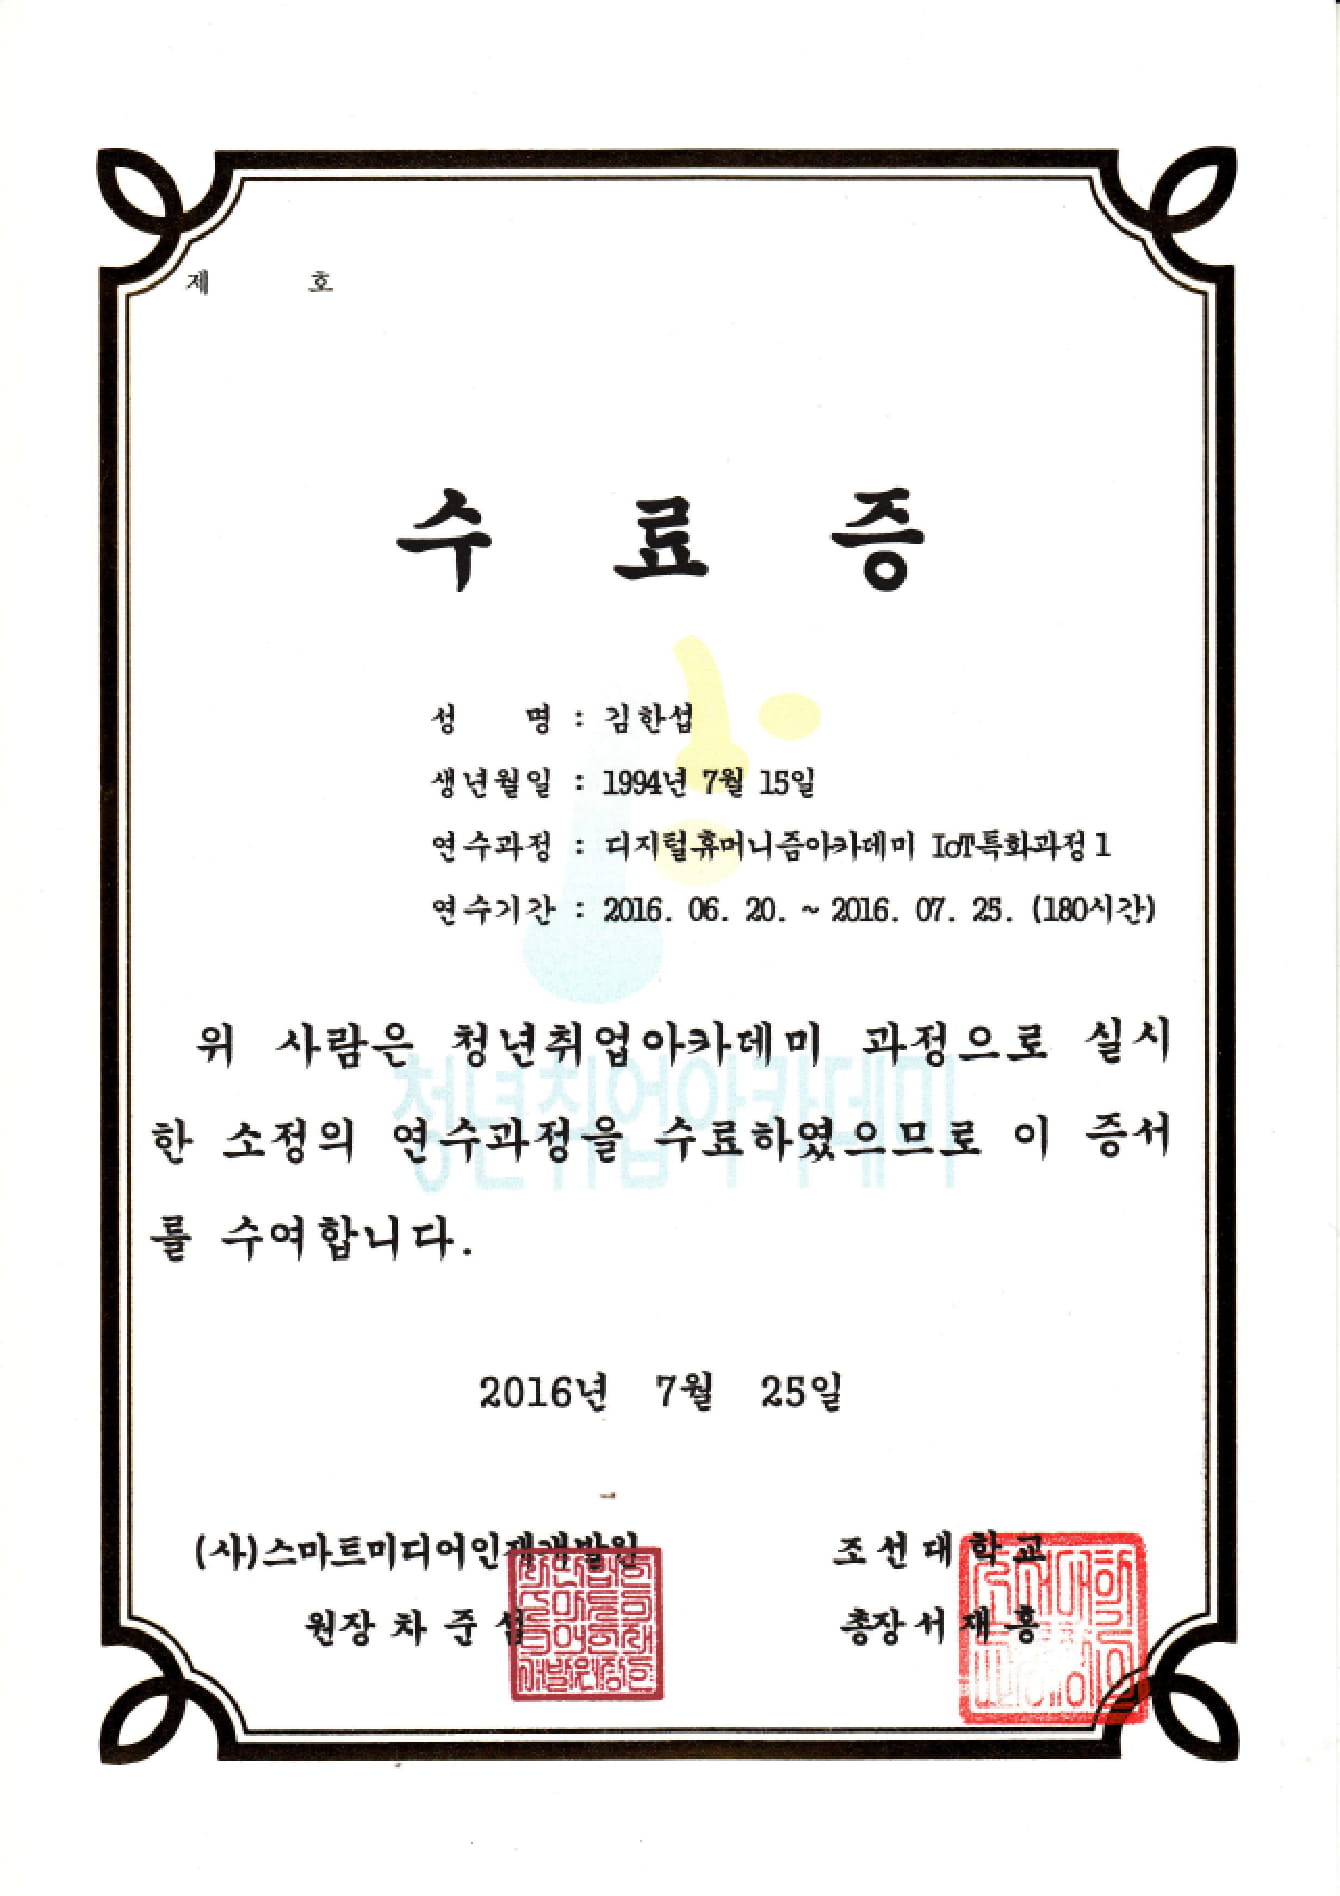 제 호
수 료 증
성 명 : 김한섭
생년월일 : 1994년 7월 15일
연수과정 : 디지털휴머니즘아카데미 IoT특화과정1
연수기간 : 2016. 06. 20. ~ 2016. 07. 25. (180시간)
위 사람은 청년취업아카데미 과정으로 실시
한 소정의 연수과정을 수료하였으므로 이 증서
를 수여합니다.
청년취업아카데미
2016년 7월 25일
(사)스마트미디어인재개발원
원장 차 준 섭
조 선 대 학 교
총장 서 재 홍